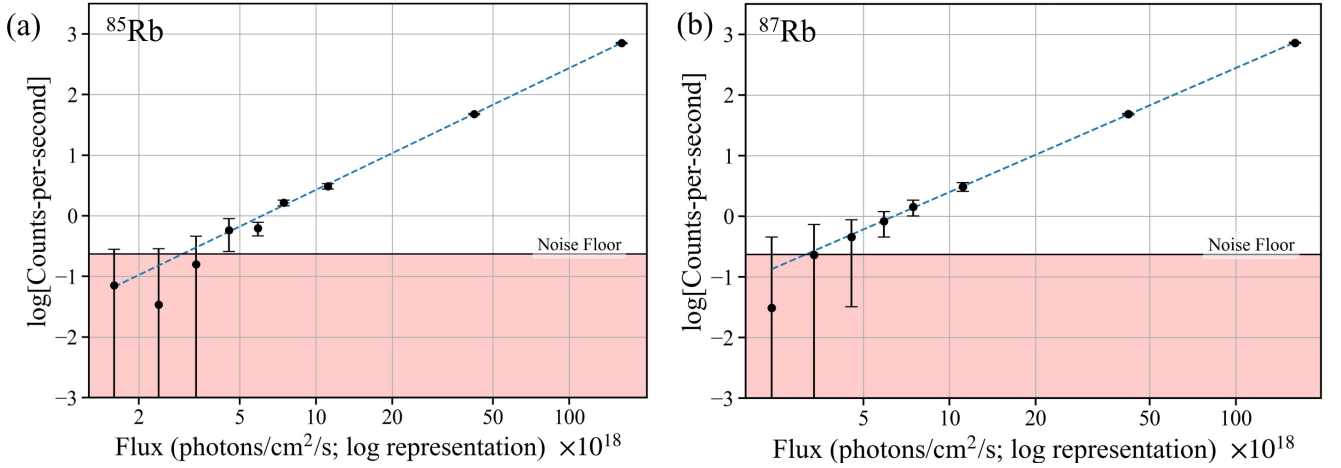 (a)
⁸⁵Rb
3
2
1
0
−1
−2
−3
log[Counts-per-second]
Noise Floor
2 5 10 20 50 100
Flux (photons/cm²/s; log representation) ×10¹⁸
(b)
⁸⁷Rb
3
2
1
0
−1
−2
−3
log[Counts-per-second]
Noise Floor
5 10 20 50 100
Flux (photons/cm²/s; log representation) ×10¹⁸